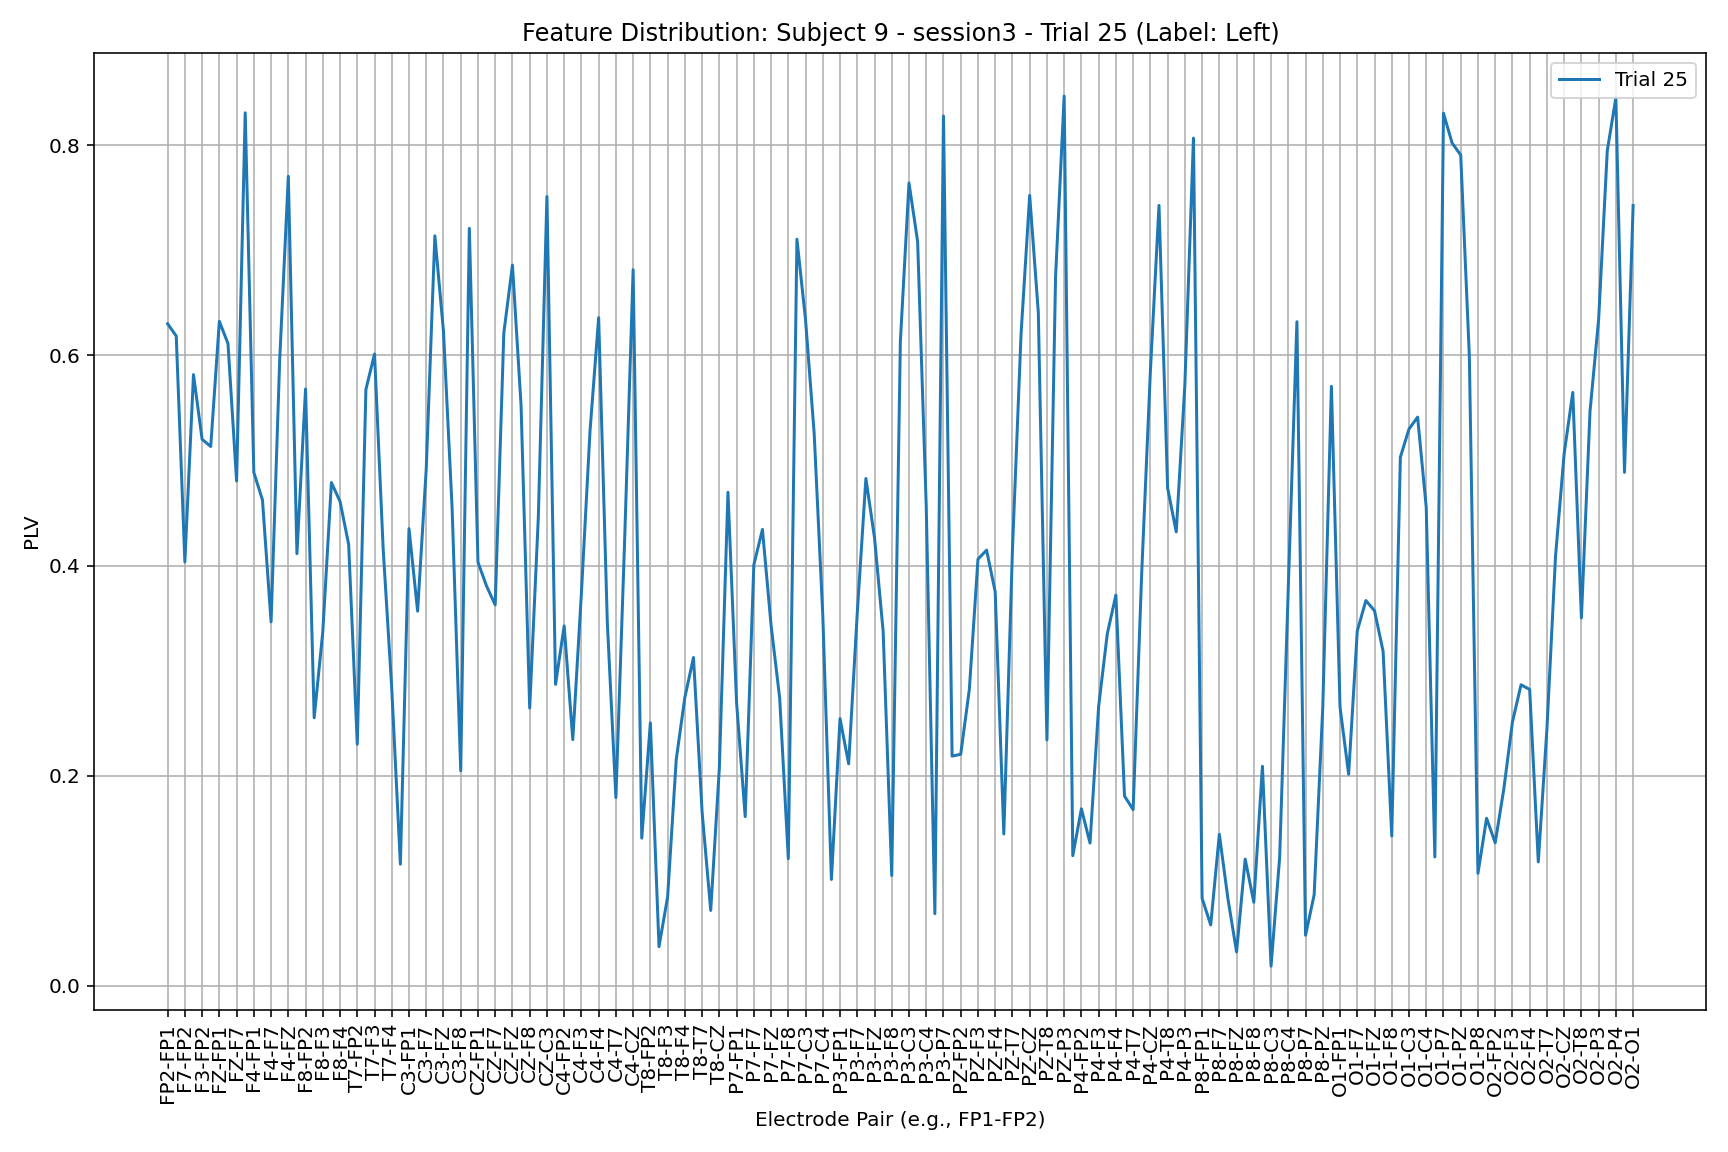 Feature Distribution: Subject 9 - session3 - Trial 25 (Label: Left)
Trial 25
PLV
0.8
0.6
0.4
0.2
0.0
FP2-FP1
F7-FP2
F3-FP2
FZ-FP1
FZ-F7
F4-FP1
F4-F7
F4-FZ
F8-FP2
F8-F3
F8-F4
T7-FP2
T7-F3
T7-F4
C3-FP1
C3-F7
C3-FZ
C3-F8
CZ-FP1
CZ-F7
CZ-FZ
CZ-F8
CZ-C3
C4-FP2
C4-F3
C4-F4
C4-T7
C4-CZ
T8-FP2
T8-F3
T8-F4
T8-T7
T8-CZ
P7-FP1
P7-F7
P7-FZ
P7-F8
P7-C3
P7-C4
P3-FP1
P3-F7
P3-FZ
P3-F8
P3-C3
P3-C4
P3-P7
PZ-FP2
PZ-F3
PZ-F4
PZ-T7
PZ-CZ
PZ-T8
PZ-P3
P4-FP2
P4-F3
P4-F4
P4-T7
P4-CZ
P4-T8
P4-P3
P8-FP1
P8-F7
P8-FZ
P8-F8
P8-C3
P8-C4
P8-P7
P8-PZ
O1-FP1
O1-F7
O1-FZ
O1-F8
O1-C3
O1-C4
O1-P7
O1-PZ
O1-P8
O2-FP2
O2-F3
O2-F4
O2-T7
O2-CZ
O2-T8
O2-P3
O2-P4
O2-O1
Electrode Pair (e.g., FP1-FP2)